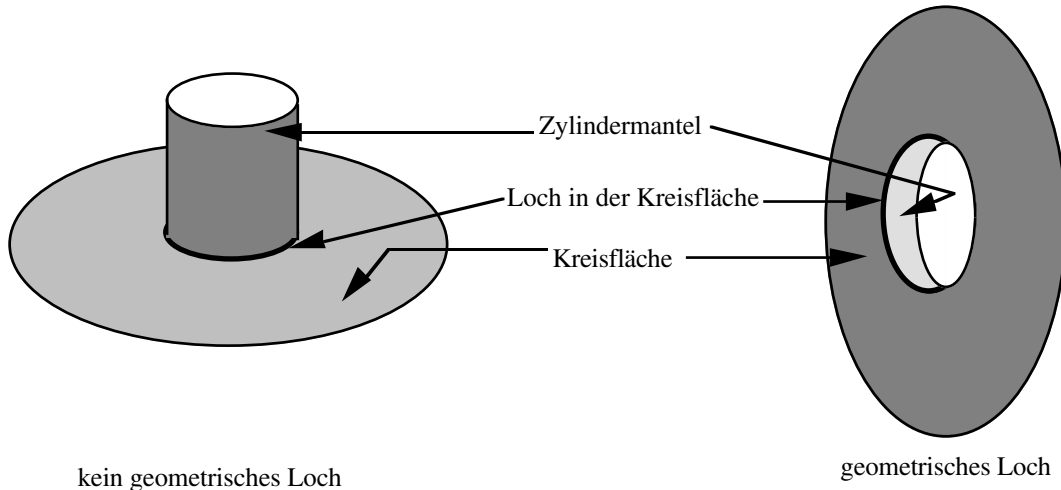 Zylindermantel
Loch in der Kreisfläche
Kreisfläche
kein geometrisches Loch
geometrisches Loch